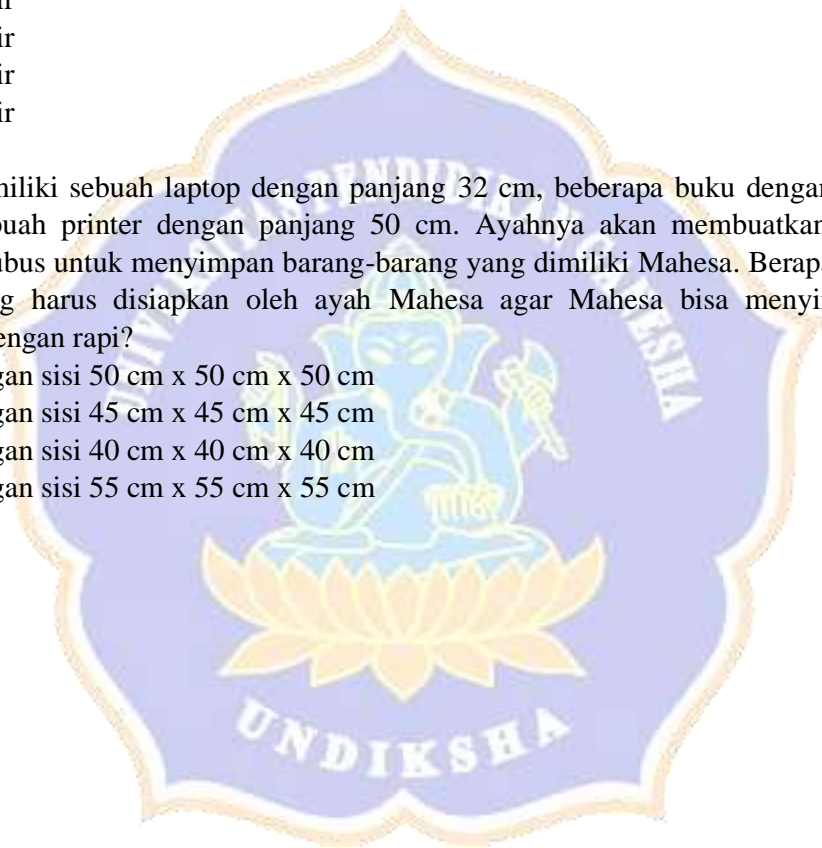 ir
ir
ir
miliki sebuah laptop dengan panjang 32 cm, beberapa buku dengan
buah printer dengan panjang 50 cm. Ayahnya akan membuatkan
ubus untuk menyimpan barang-barang yang dimiliki Mahesa. Berapa
g harus disiapkan oleh ayah Mahesa agar Mahesa bisa menyi
engan rapi?
gan sisi 50 cm x 50 cm x 50 cm
gan sisi 45 cm x 45 cm x 45 cm
gan sisi 40 cm x 40 cm x 40 cm
gan sisi 55 cm x 55 cm x 55 cm
UNIVERSITAS PENDIDIKAN GANESHA
UNDIKSHA